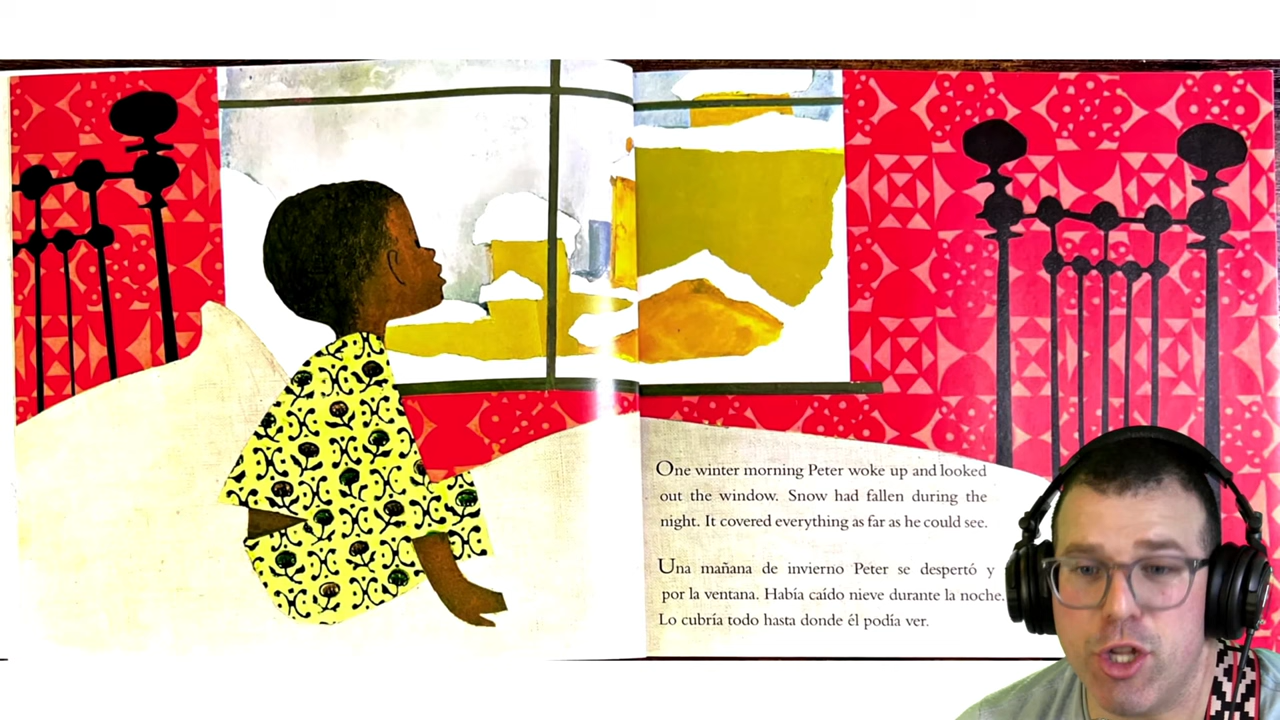 One winter morning Peter woke up and looked
out the window. Snow had fallen during the
night. It covered everything as far as he could see.
Una mañana de invierno Peter se despertó y
por la ventana. Había caído nieve durante la noche.
Lo cubría todo hasta donde él podía ver.